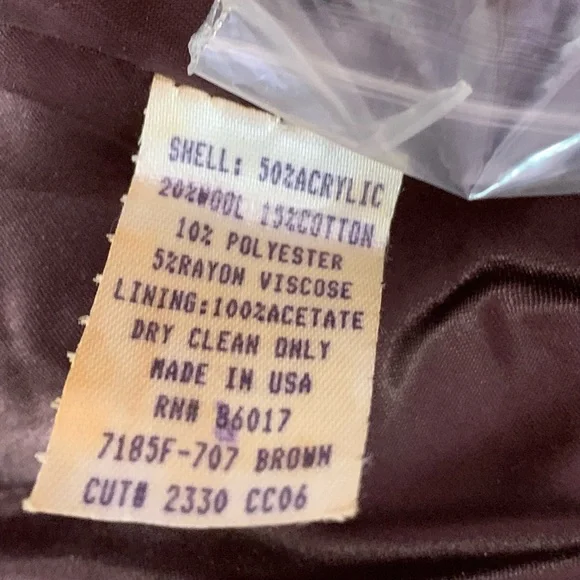 SHELL: 50%ACRYLIC
20%WOOL 15%COTTON
10% POLYESTER
5%RAYON VISCOSE
LINING:100%ACETATE
DRY CLEAN ONLY
MADE IN USA
RN# 86017
7185F-707 BROWN
CUT# 2330 CC06